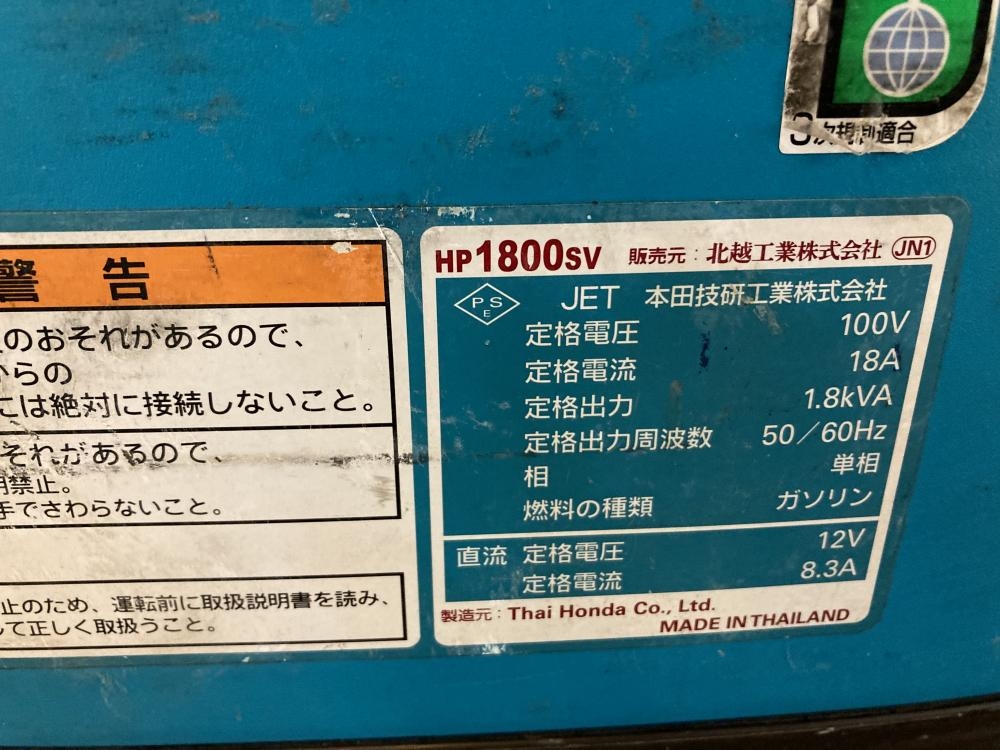 3次規制適合
警告
のおそれがあるので、
からの
には絶対に接続しないこと。
それがあるので、
用禁止。
手でさわらないこと。
止のため、運転前に取扱説明書を読み、
して正しく取扱うこと。
HP1800SV 販売元:北越工業株式会社 JN1
PSE JET 本田技研工業株式会社
定格電圧 100V
定格電流 18A
定格出力 1.8kVA
定格出力周波数 50/60Hz
相 単相
燃料の種類 ガソリン
直流 定格電圧 12V
定格電流 8.3A
製造元:Thai Honda Co., Ltd.
MADE IN THAILAND